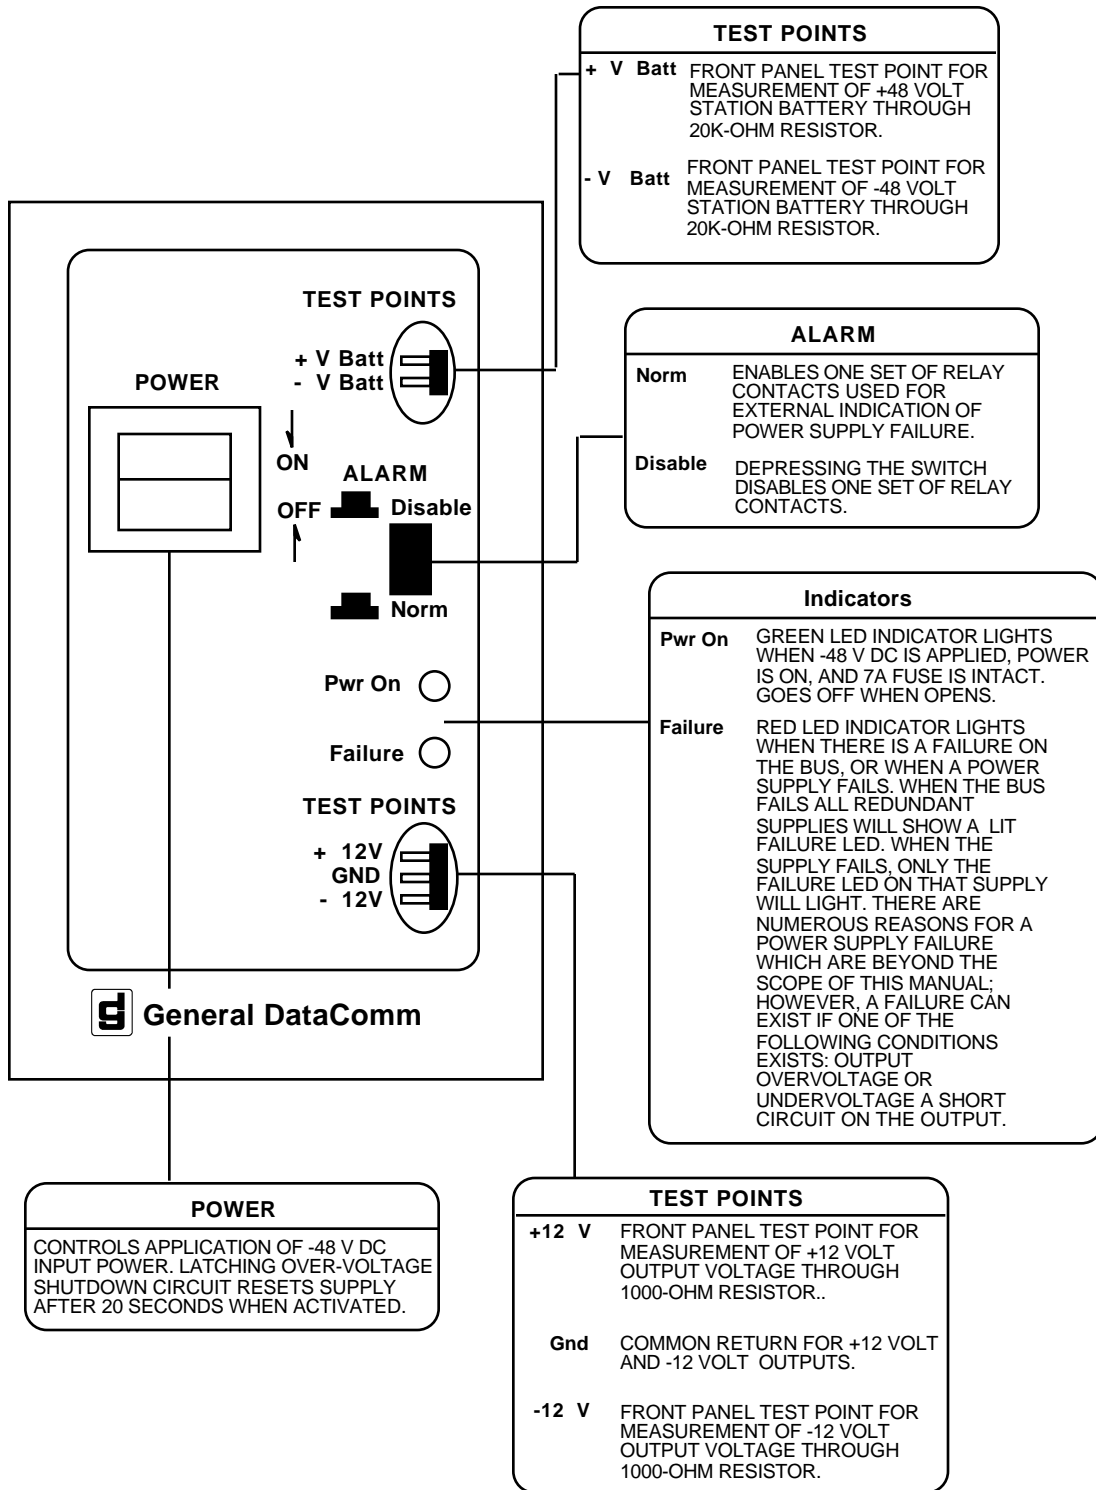 TEST POINTS
+ V Batt FRONT PANEL TEST POINT FOR
MEASUREMENT OF +48 VOLT
STATION BATTERY THROUGH
20K-OHM RESISTOR.
- V Batt FRONT PANEL TEST POINT FOR
MEASUREMENT OF -48 VOLT
STATION BATTERY THROUGH
20K-OHM RESISTOR.
TEST POINTS
+ V Batt
- V Batt
POWER
ON
OFF
ALARM
Disable
Norm
Pwr On
Failure
TEST POINTS
+ 12V
GND
- 12V
General DataComm
ALARM
Norm ENABLES ONE SET OF RELAY
CONTACTS USED FOR
EXTERNAL INDICATION OF
POWER SUPPLY FAILURE.
Disable DEPRESSING THE SWITCH
DISABLES ONE SET OF RELAY
CONTACTS.
Indicators
Pwr On GREEN LED INDICATOR LIGHTS
WHEN -48 V DC IS APPLIED, POWER
IS ON, AND 7A FUSE IS INTACT.
GOES OFF WHEN OPENS.
Failure RED LED INDICATOR LIGHTS
WHEN THERE IS A FAILURE ON
THE BUS, OR WHEN A POWER
SUPPLY FAILS. WHEN THE BUS
FAILS ALL REDUNDANT
SUPPLIES WILL SHOW A LIT
FAILURE LED. WHEN THE
SUPPLY FAILS, ONLY THE
FAILURE LED ON THAT SUPPLY
WILL LIGHT. THERE ARE
NUMEROUS REASONS FOR A
POWER SUPPLY FAILURE
WHICH ARE BEYOND THE
SCOPE OF THIS MANUAL;
HOWEVER, A FAILURE CAN
EXIST IF ONE OF THE
FOLLOWING CONDITIONS
EXISTS: OUTPUT
OVERVOLTAGE OR
UNDERVOLTAGE A SHORT
CIRCUIT ON THE OUTPUT.
POWER
CONTROLS APPLICATION OF -48 V DC
INPUT POWER. LATCHING OVER-VOLTAGE
SHUTDOWN CIRCUIT RESETS SUPPLY
AFTER 20 SECONDS WHEN ACTIVATED.
TEST POINTS
+12 V FRONT PANEL TEST POINT FOR
MEASUREMENT OF +12 VOLT
OUTPUT VOLTAGE THROUGH
1000-OHM RESISTOR..
Gnd COMMON RETURN FOR +12 VOLT
AND -12 VOLT OUTPUTS.
-12 V FRONT PANEL TEST POINT FOR
MEASUREMENT OF -12 VOLT
OUTPUT VOLTAGE THROUGH
1000-OHM RESISTOR.